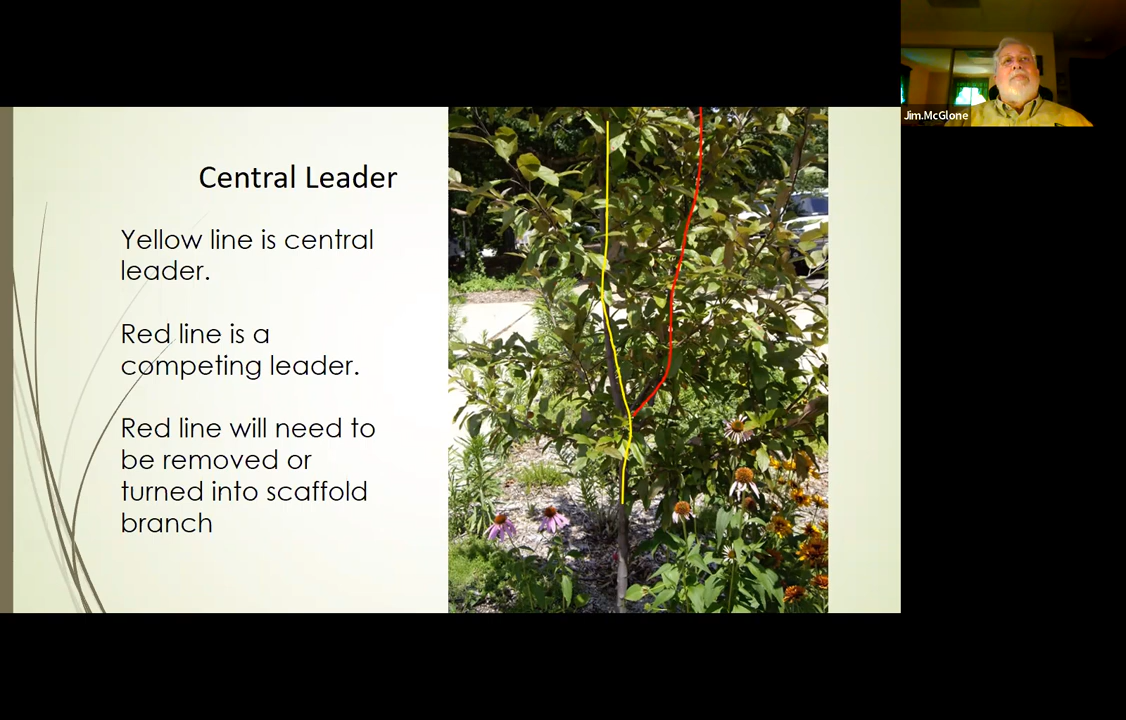 Jim.McGlone
Central Leader
Yellow line is central
leader.
Red line is a
competing leader.
Red line will need to
be removed or
turned into scaffold
branch